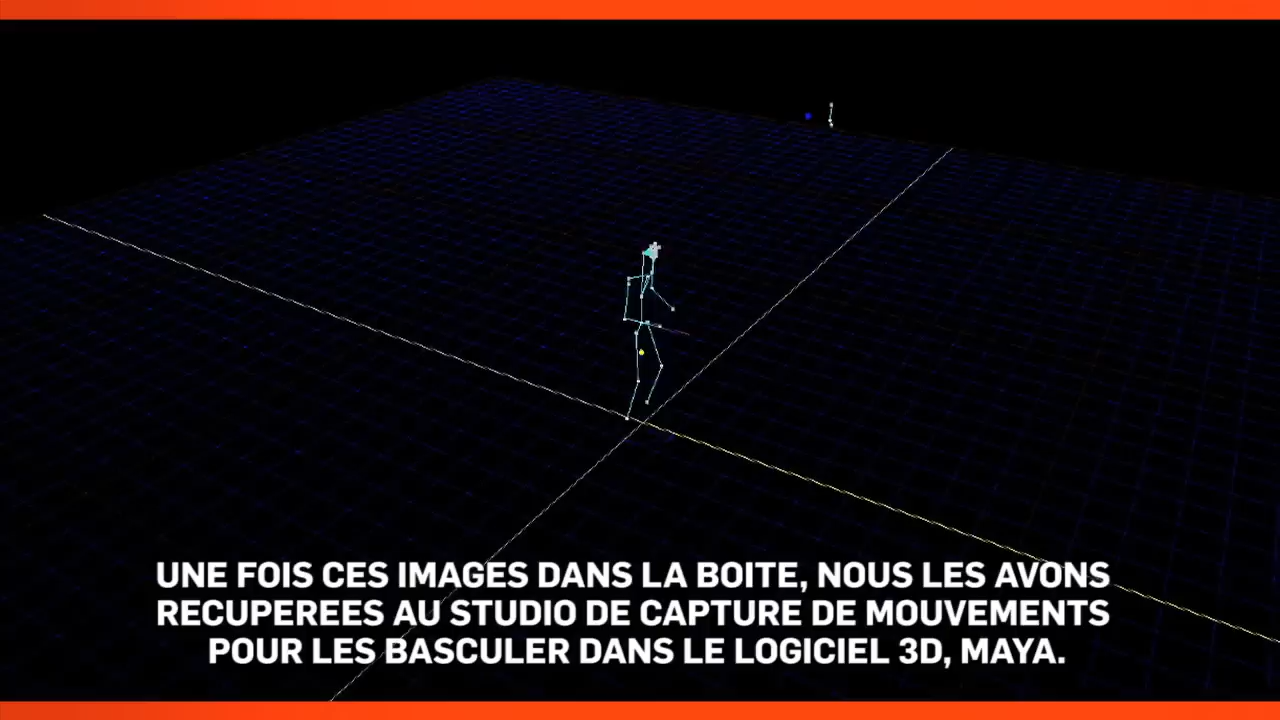 UNE FOIS CES IMAGES DANS LA BOITE, NOUS LES AVONS
RECUPEREES AU STUDIO DE CAPTURE DE MOUVEMENTS
POUR LES BASCULER DANS LE LOGICIEL 3D, MAYA.